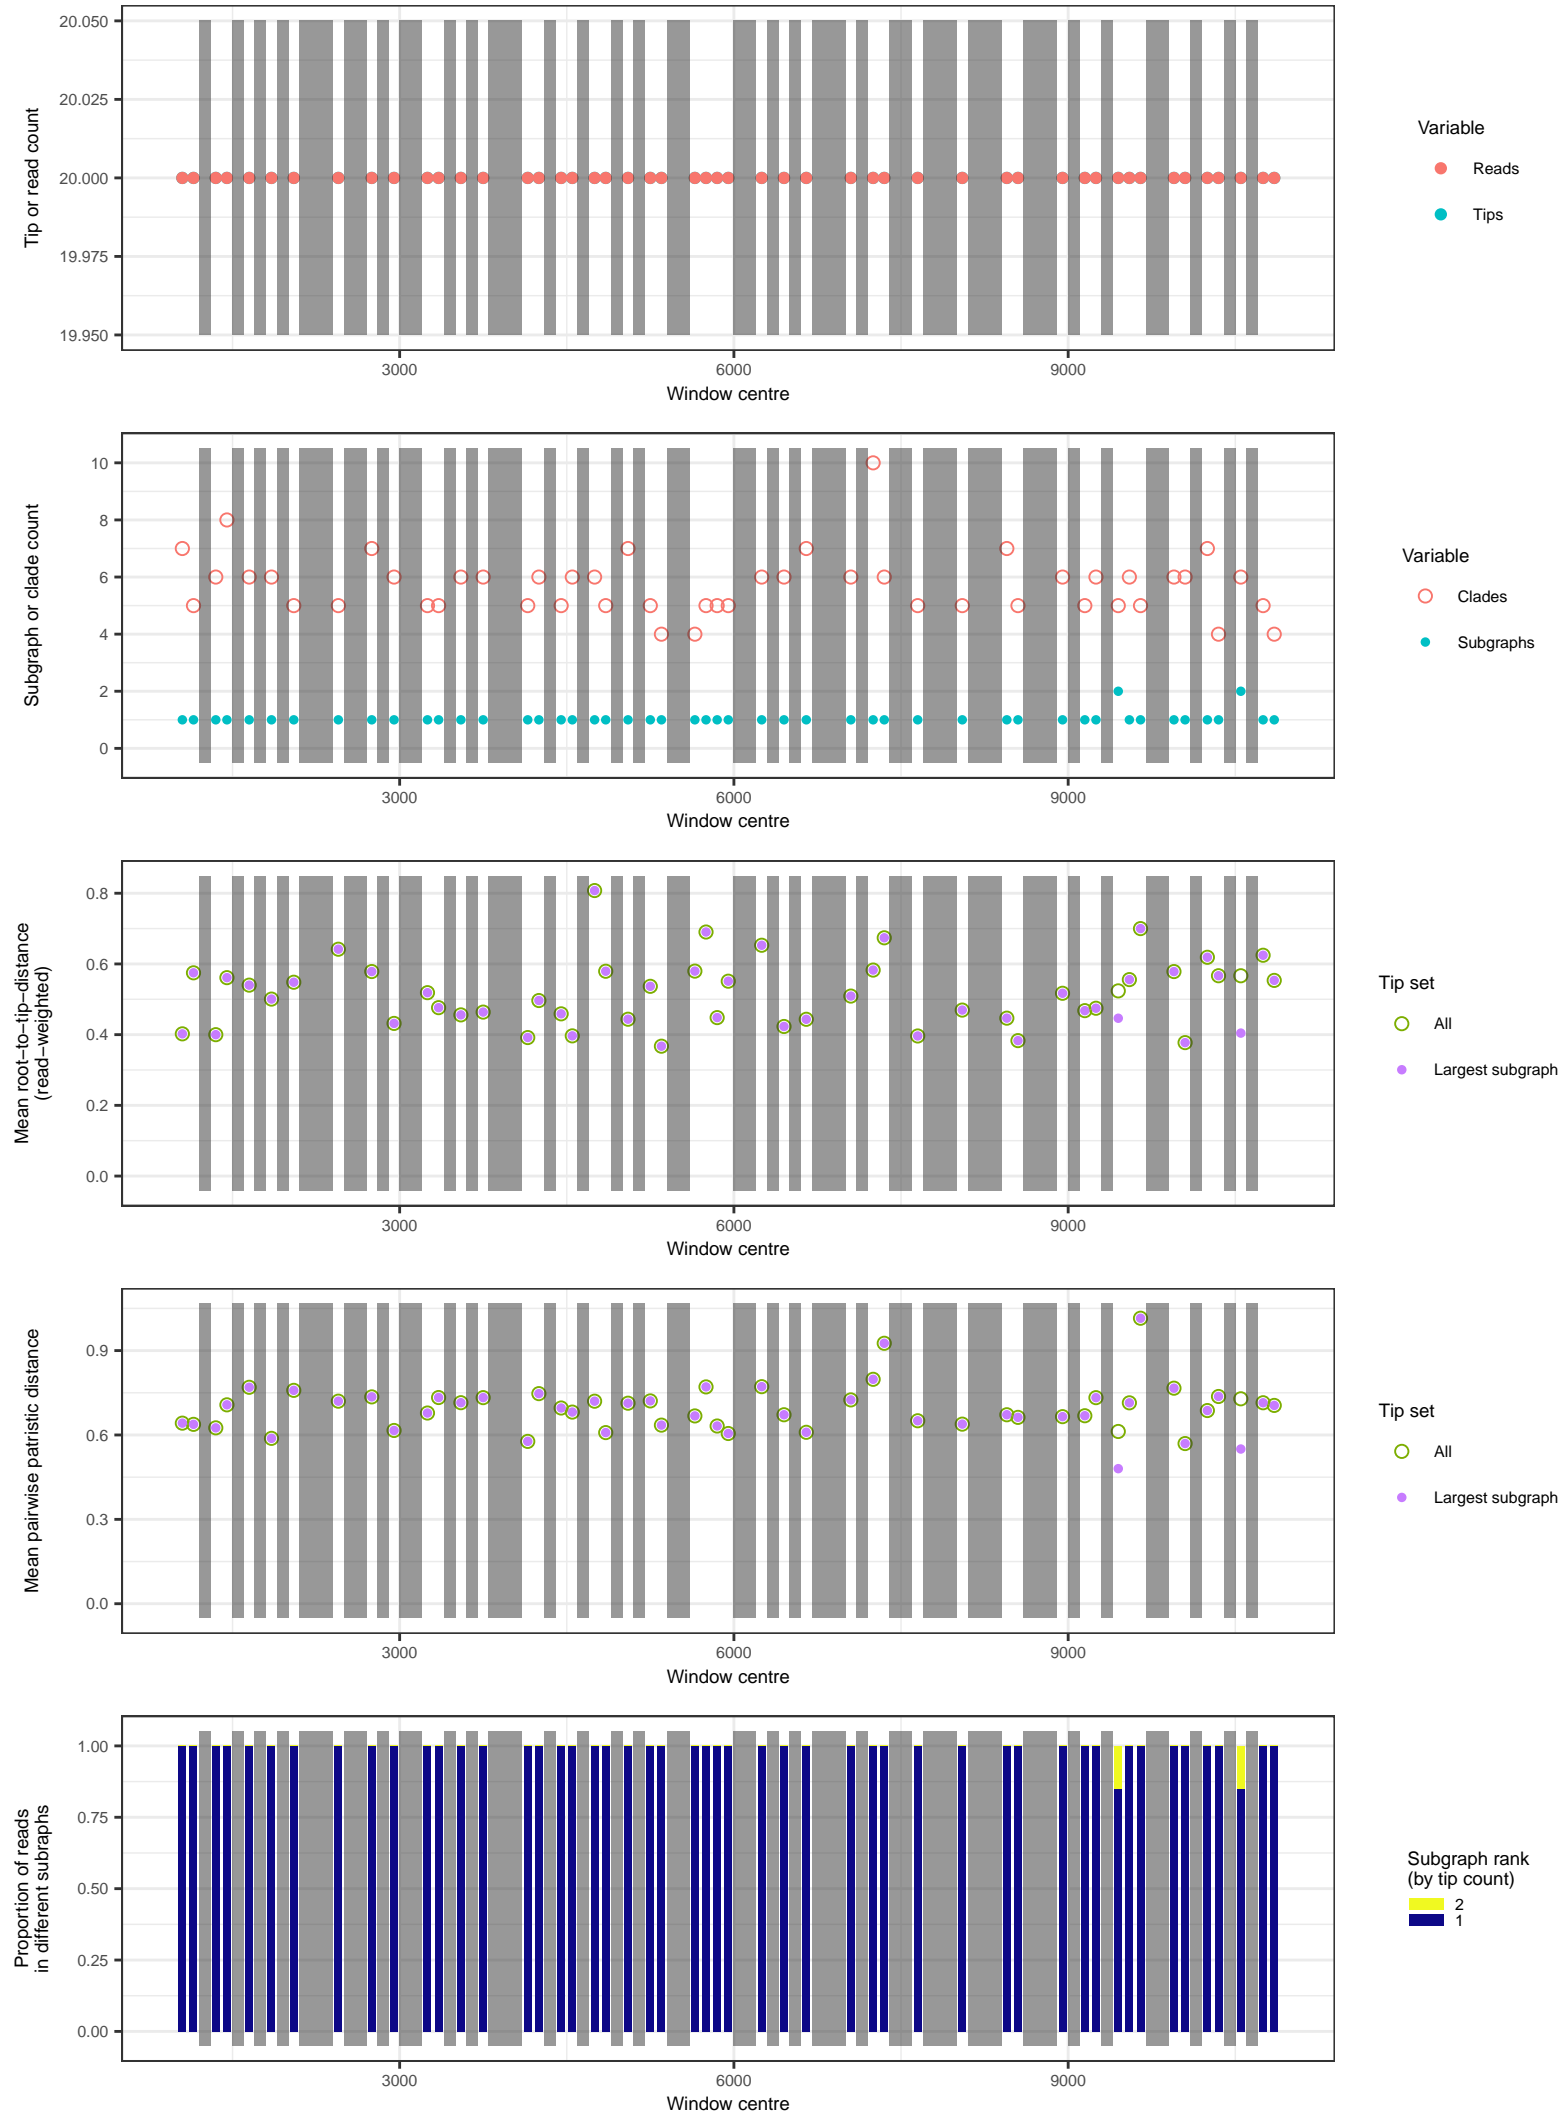 20.050
20.025
20.000
19.975
19.950
Tip or read count
3000 6000 9000
Window centre
Variable
Reads
Tips
10
8
6
4
2
0
Subgraph or clade count
3000 6000 9000
Window centre
Variable
Clades
Subgraphs
0.8
0.6
0.4
0.2
0.0
Mean root−to−tip−distance
(read−weighted)
3000 6000 9000
Window centre
Tip set
All
Largest subgraph
0.9
0.6
0.3
0.0
Mean pairwise patristic distance
3000 6000 9000
Window centre
Tip set
All
Largest subgraph
1.00
0.75
0.50
0.25
0.00
Proportion of reads
in different subraphs
3000 6000 9000
Window centre
Subgraph rank
(by tip count)
2
1